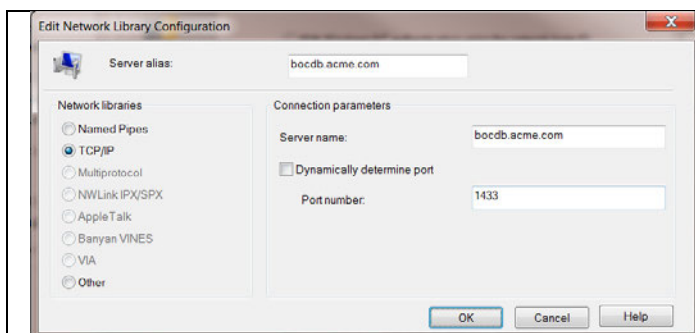 Edit Network Library Configuration
Server alias:
bocdb.acme.com
Network libraries
Named Pipes
TCP/IP
Multiprotocol
NWLink IPX/SPX
AppleTalk
Banyan VINES
VIA
Other
Connection parameters
Server name:
bocdb.acme.com
Dynamically determine port
Port number:
1433
OK
Cancel
Help